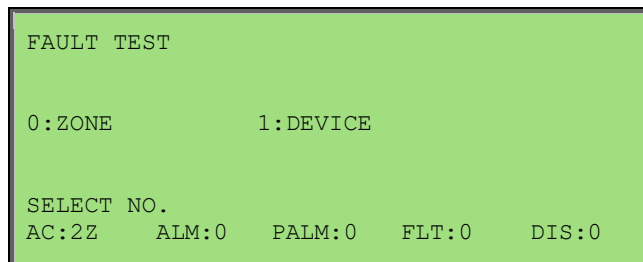 FAULT TEST
0:ZONE 1:DEVICE
SELECT NO.
AC:2Z ALM:0 PALM:0 FLT:0 DIS:0